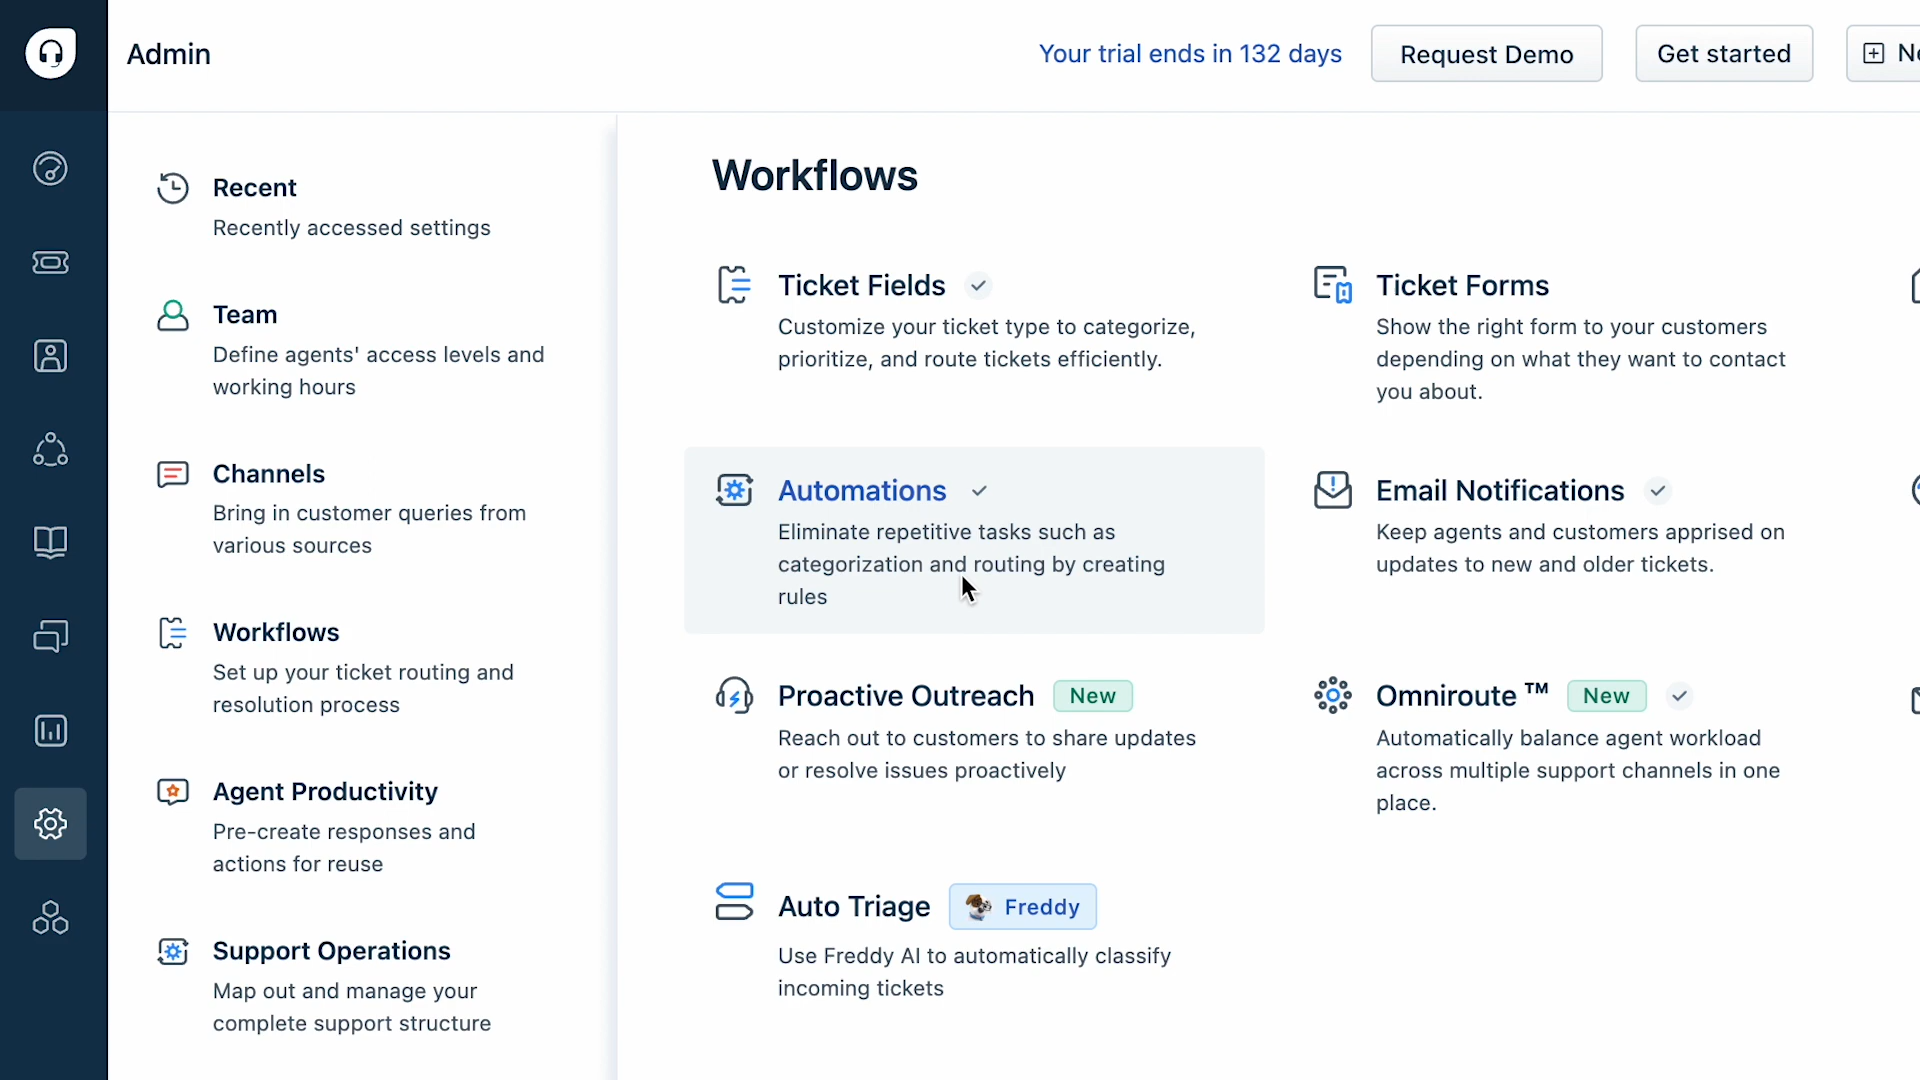 Admin
Your trial ends in 132 days
Request Demo
Get started
Recent
Recently accessed settings
Team
Define agents' access levels and
working hours
Channels
Bring in customer queries from
various sources
Workflows
Set up your ticket routing and
resolution process
Agent Productivity
Pre-create responses and
actions for reuse
Support Operations
Map out and manage your
complete support structure
Workflows
Ticket Fields
Customize your ticket type to categorize,
prioritize, and route tickets efficiently.
Ticket Forms
Show the right form to your customers
depending on what they want to contact
you about.
Automations
Eliminate repetitive tasks such as
categorization and routing by creating
rules
Email Notifications
Keep agents and customers apprised on
updates to new and older tickets.
Proactive Outreach New
Reach out to customers to share updates
or resolve issues proactively
Omniroute ™ New
Automatically balance agent workload
across multiple support channels in one
place.
Auto Triage Freddy
Use Freddy AI to automatically classify
incoming tickets